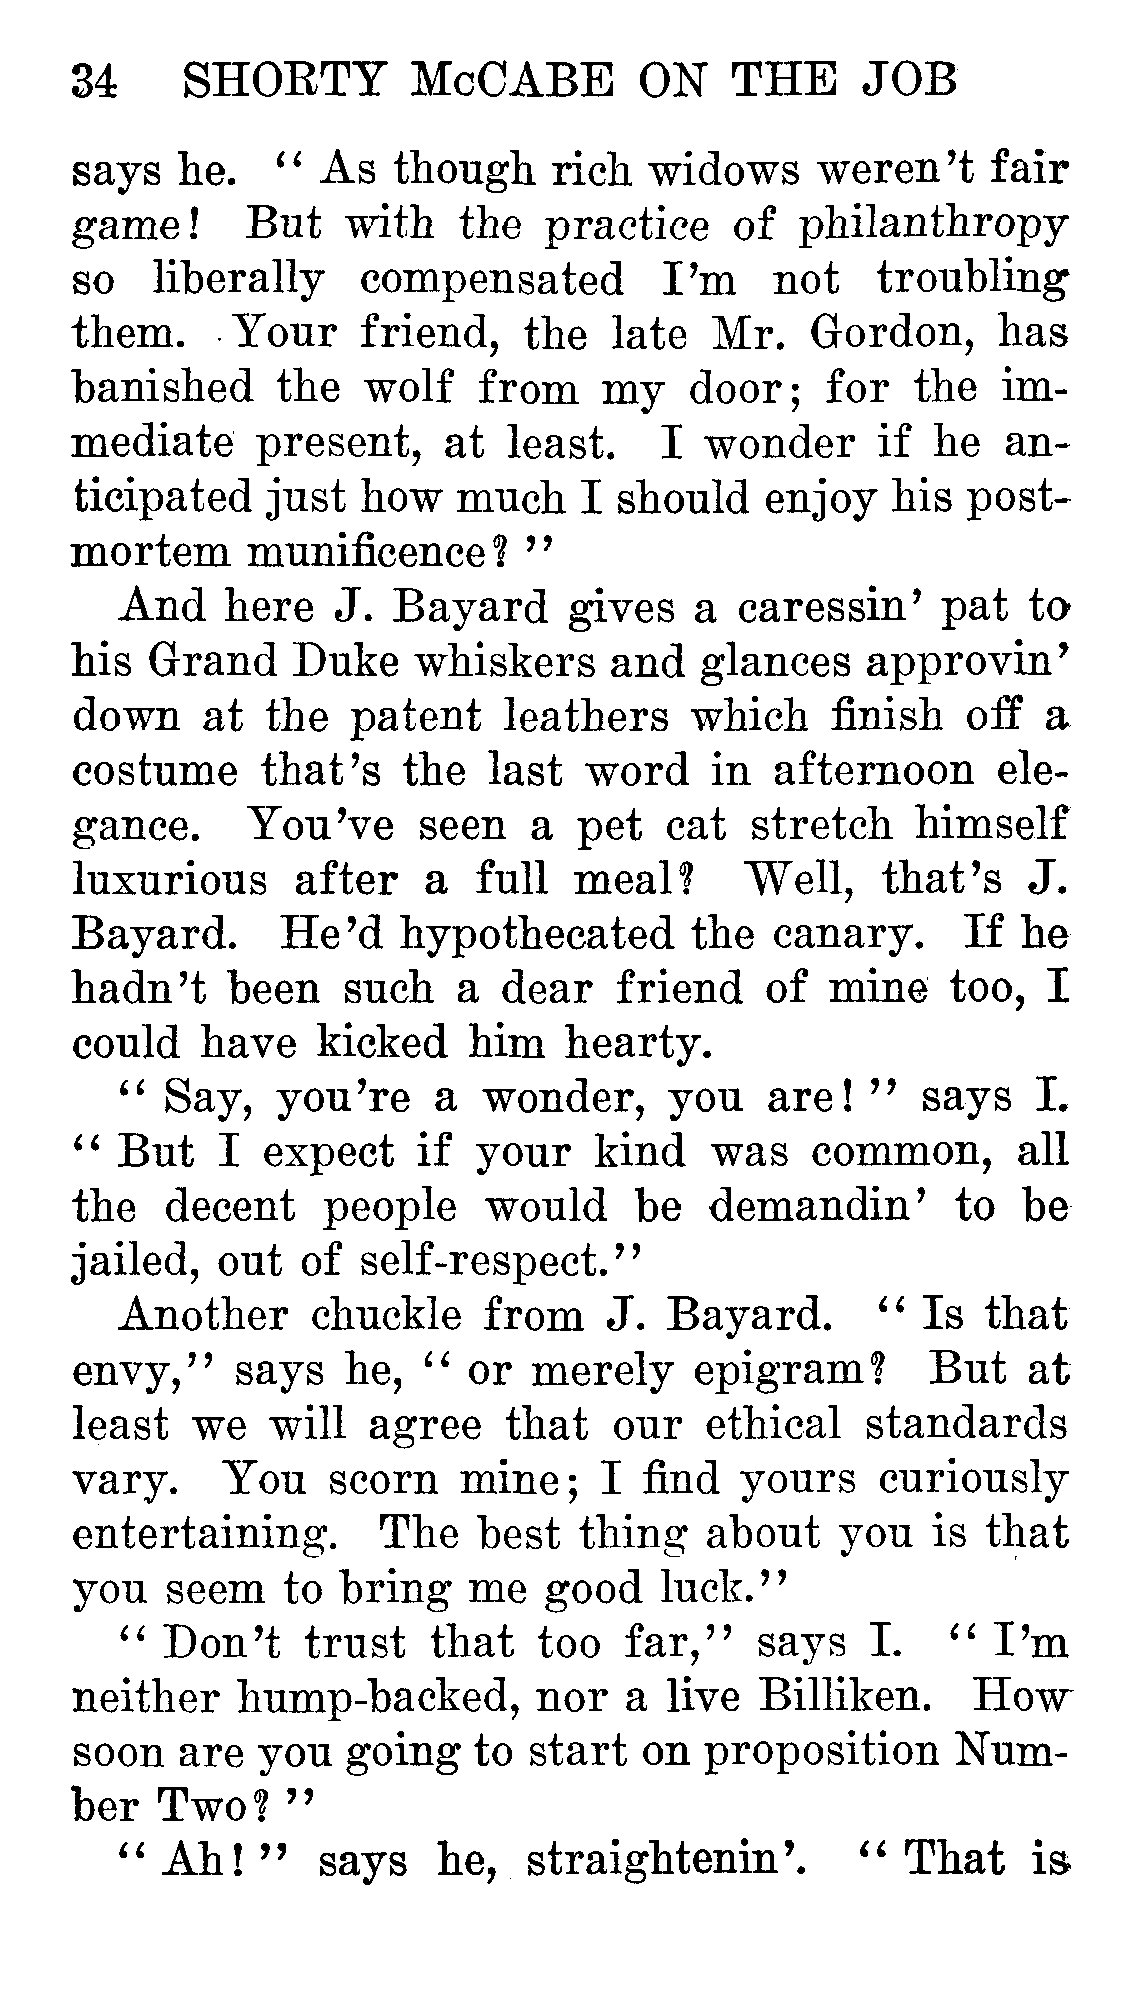 34 SHORTY McCABE ON THE JOB
says he. "As though rich widows weren't fair
game! But with the practice of philanthropy
so liberally compensated I'm not troubling
them. Your friend, the late Mr. Gordon, has
banished the wolf from my door; for the im-
mediate present, at least. I wonder if he an-
ticipated just how much I should enjoy his post-
mortem munificence?"
And here J. Bayard gives a caressin' pat to
his Grand Duke whiskers and glances approvin'
down at the patent leathers which finish off a
costume that's the last word in afternoon ele-
gance. You've seen a pet cat stretch himself
luxurious after a full meal? Well, that's J.
Bayard. He'd hypothecated the canary. If he
hadn't been such a dear friend of mine too, I
could have kicked him hearty.
"Say, you're a wonder, you are!" says I.
"But I expect if your kind was common, all
the decent people would be demandin' to be
jailed, out of self-respect."
Another chuckle from J. Bayard. "Is that
envy," says he, "or merely epigram? But at
least we will agree that our ethical standards
vary. You scorn mine; I find yours curiously
entertaining. The best thing about you is that
you seem to bring me good luck."
"Don't trust that too far," says I. "I'm
neither hump-backed, nor a live Billiken. How
soon are you going to start on proposition Num-
ber Two?"
"Ah!" says he, straightenin'. "That is